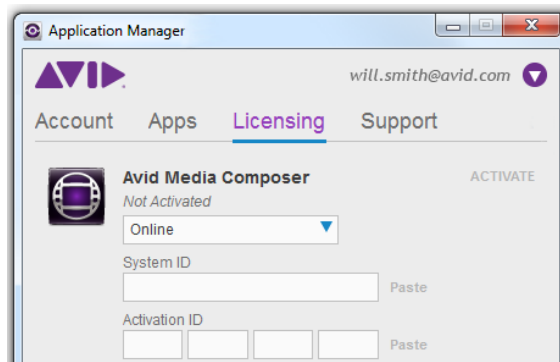 Application Manager
AVID
will.smith@avid.com
Account Apps Licensing Support
Avid Media Composer
ACTIVATE
Not Activated
Online
System ID
Paste
Activation ID
Paste